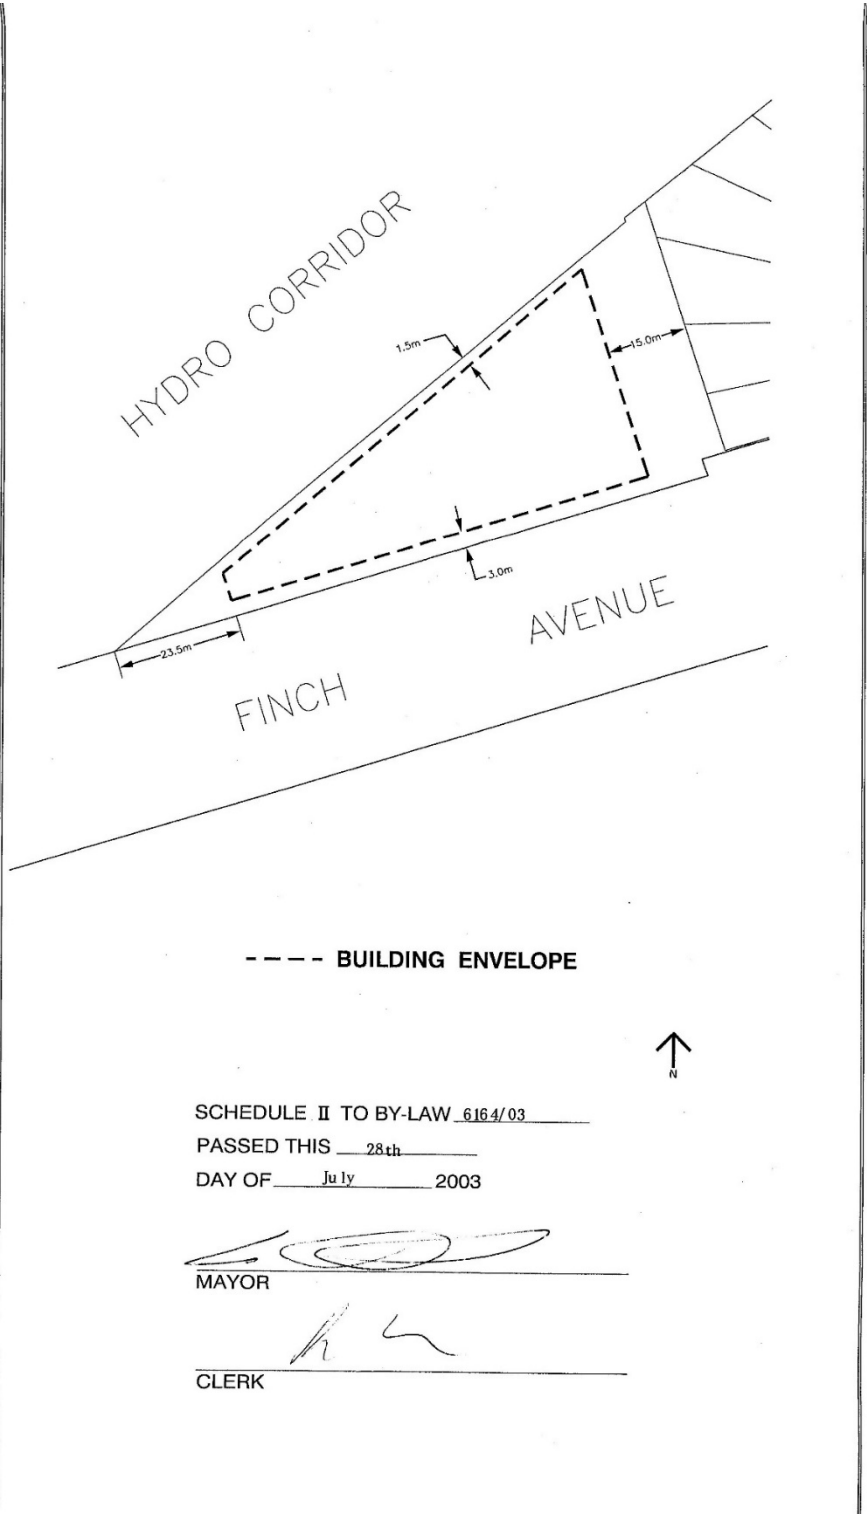 HYDRO CORRIDOR
1.5m
15.0m
3.0m
23.5m
FINCH AVENUE
---- BUILDING ENVELOPE
N
SCHEDULE II TO BY-LAW 6164/03
PASSED THIS 28th
DAY OF July 2003
MAYOR
CLERK